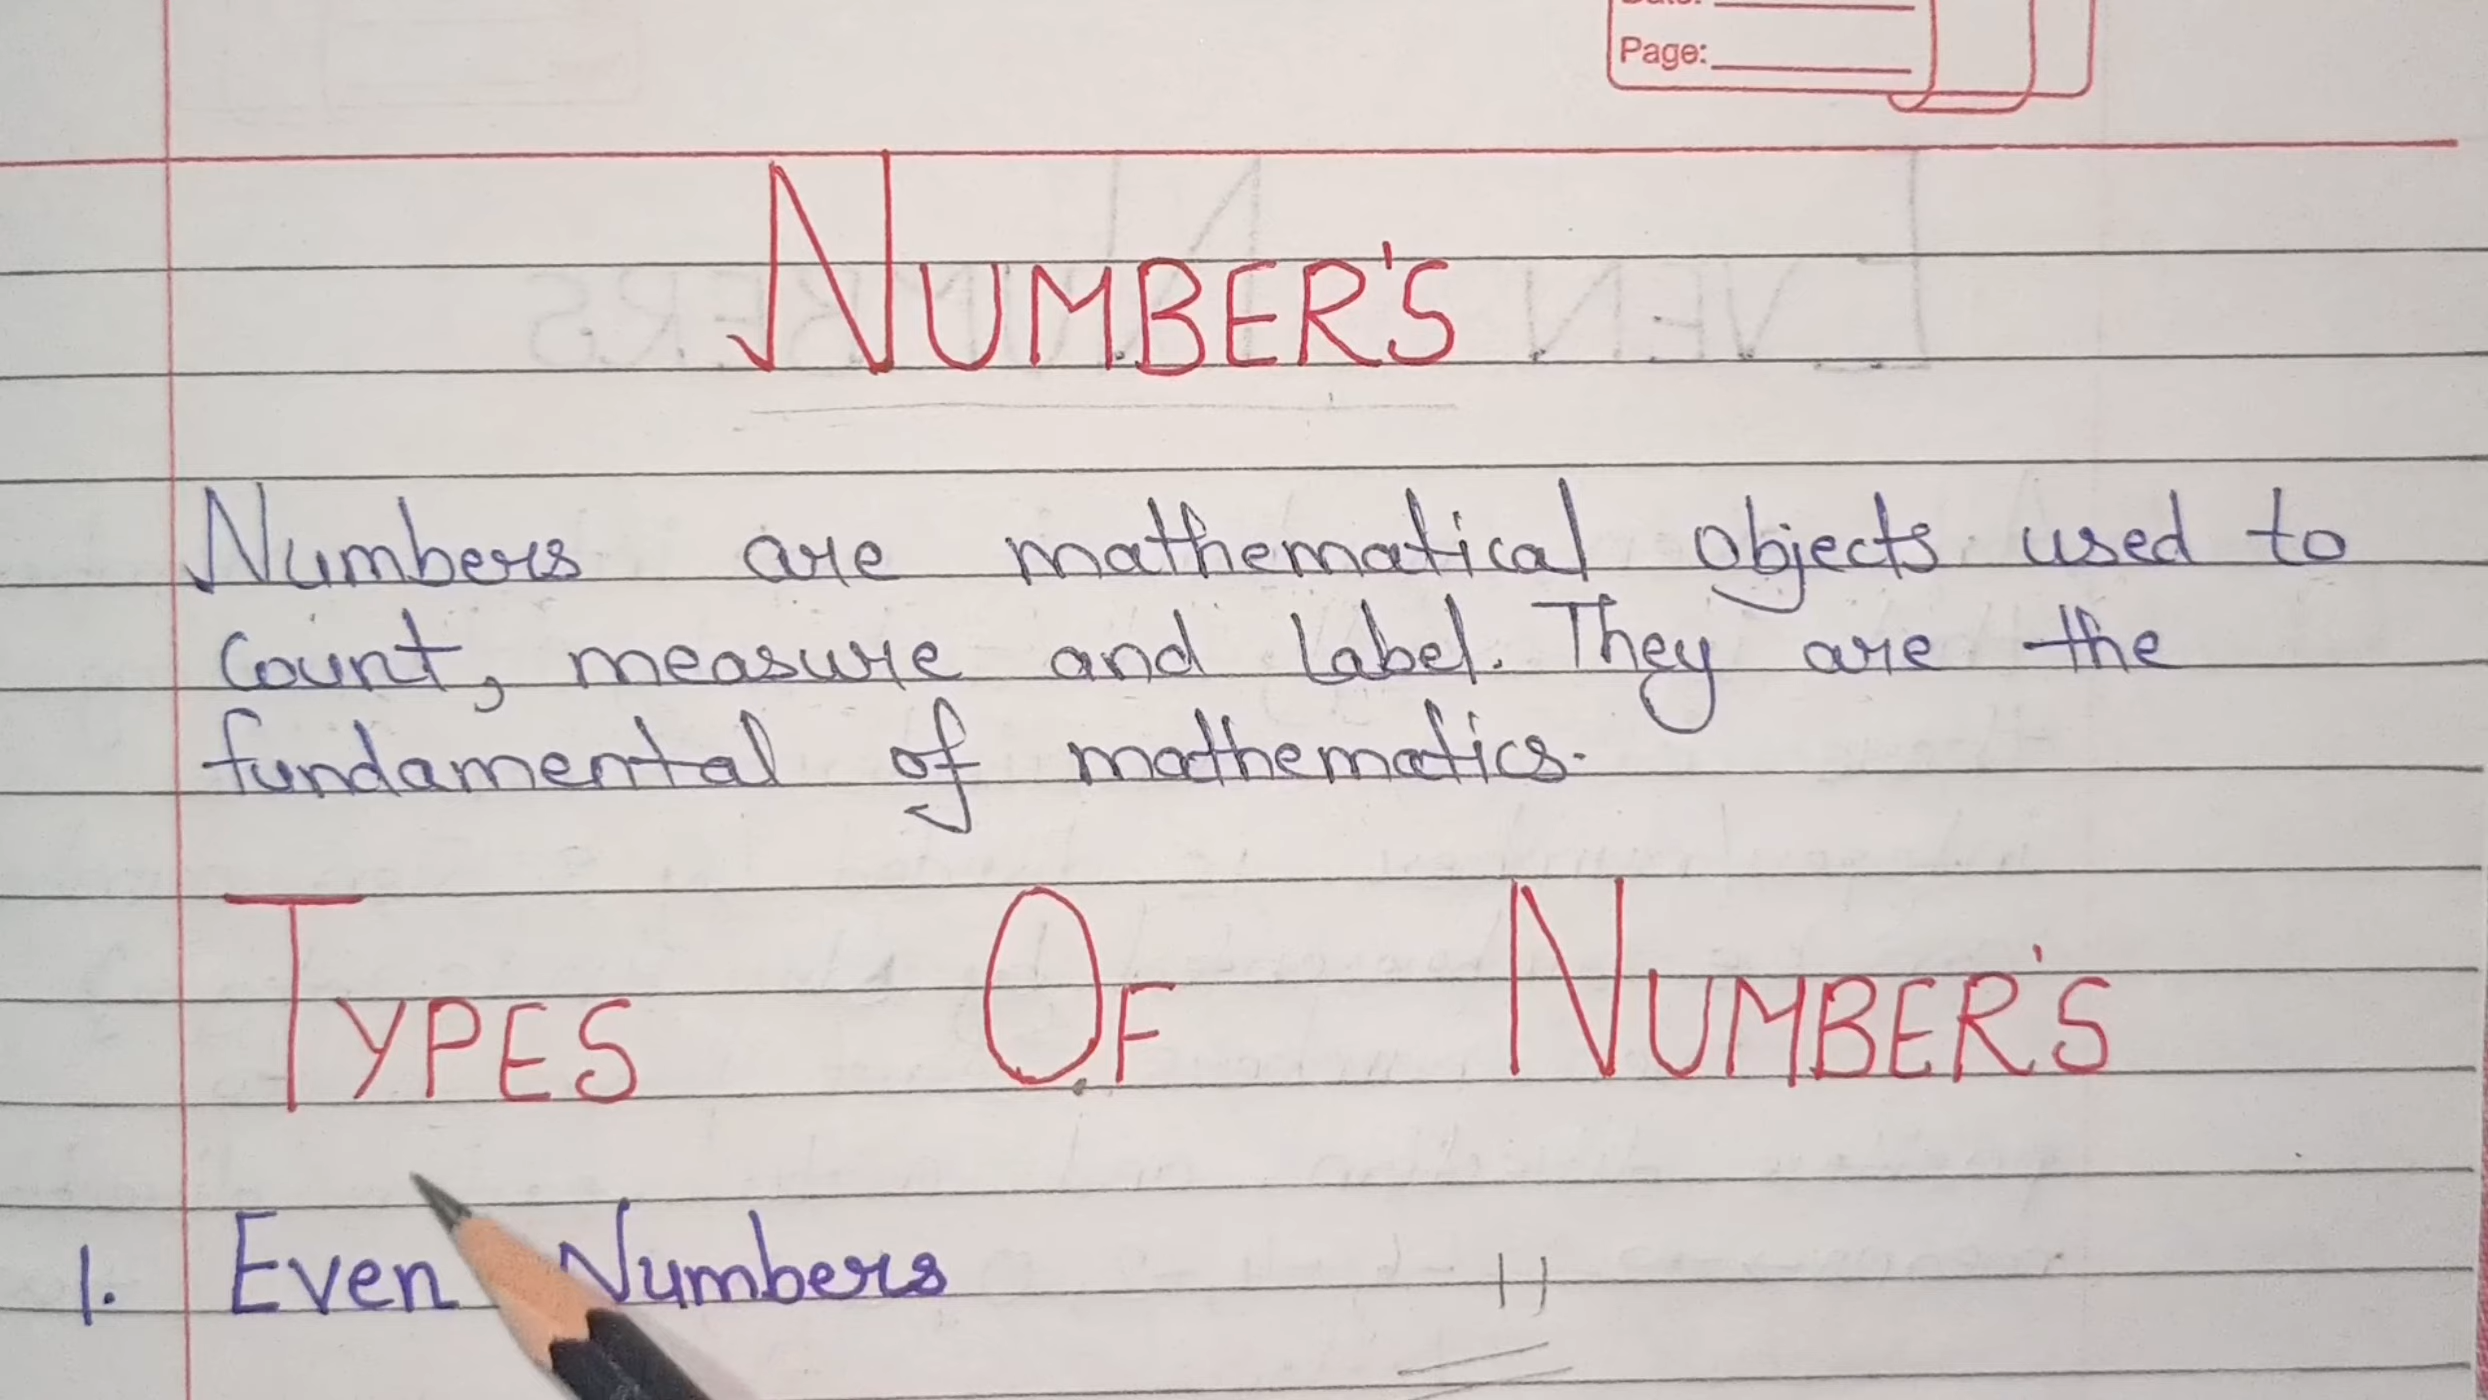 Page:
NUMBER'S
Numbers are mathematical objects used to
Count, measure and Label. They are the
fundamental of mathematics.
TYPES OF NUMBER'S
1. Even Numbers
11